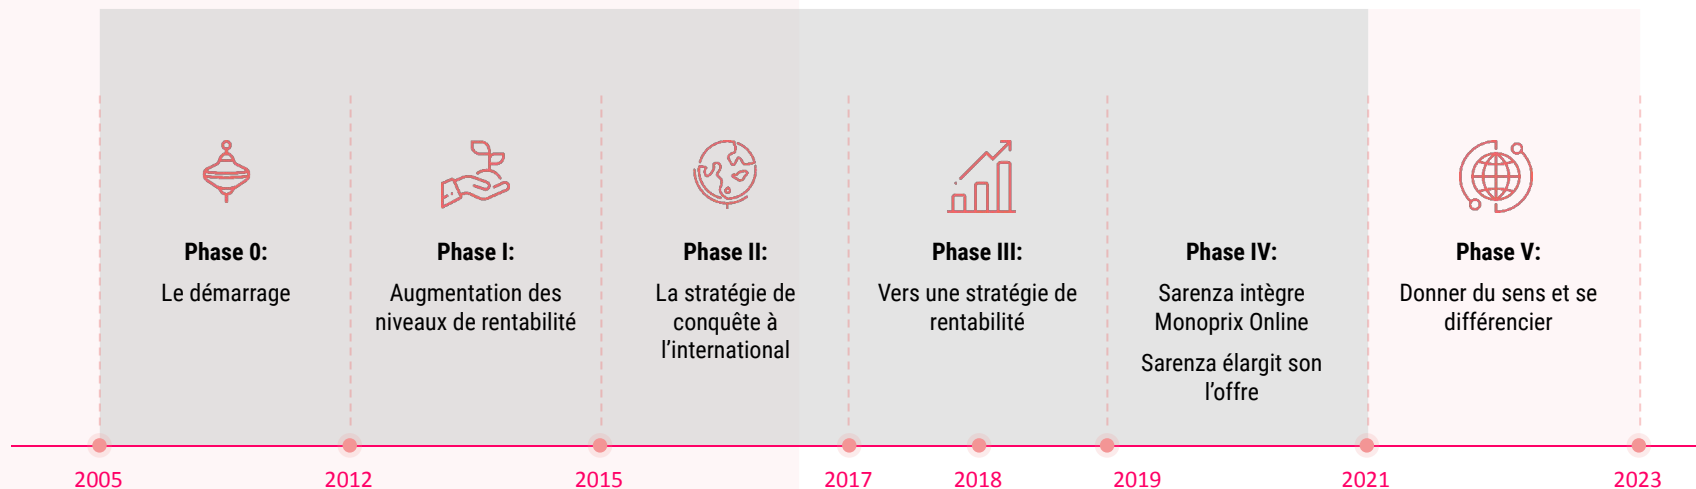 Phase 0:
Le démarrage
Phase I:
Augmentation des
niveaux de rentabilité
Phase II:
La stratégie de
conquête à
l’international
Phase III:
Vers une stratégie de
rentabilité
Phase IV:
Sarenza intègre
Monoprix Online
Sarenza élargit son
l’offre
Phase V:
Donner du sens et se
différencier
2005
2012
2015
2017
2018
2019
2021
2023